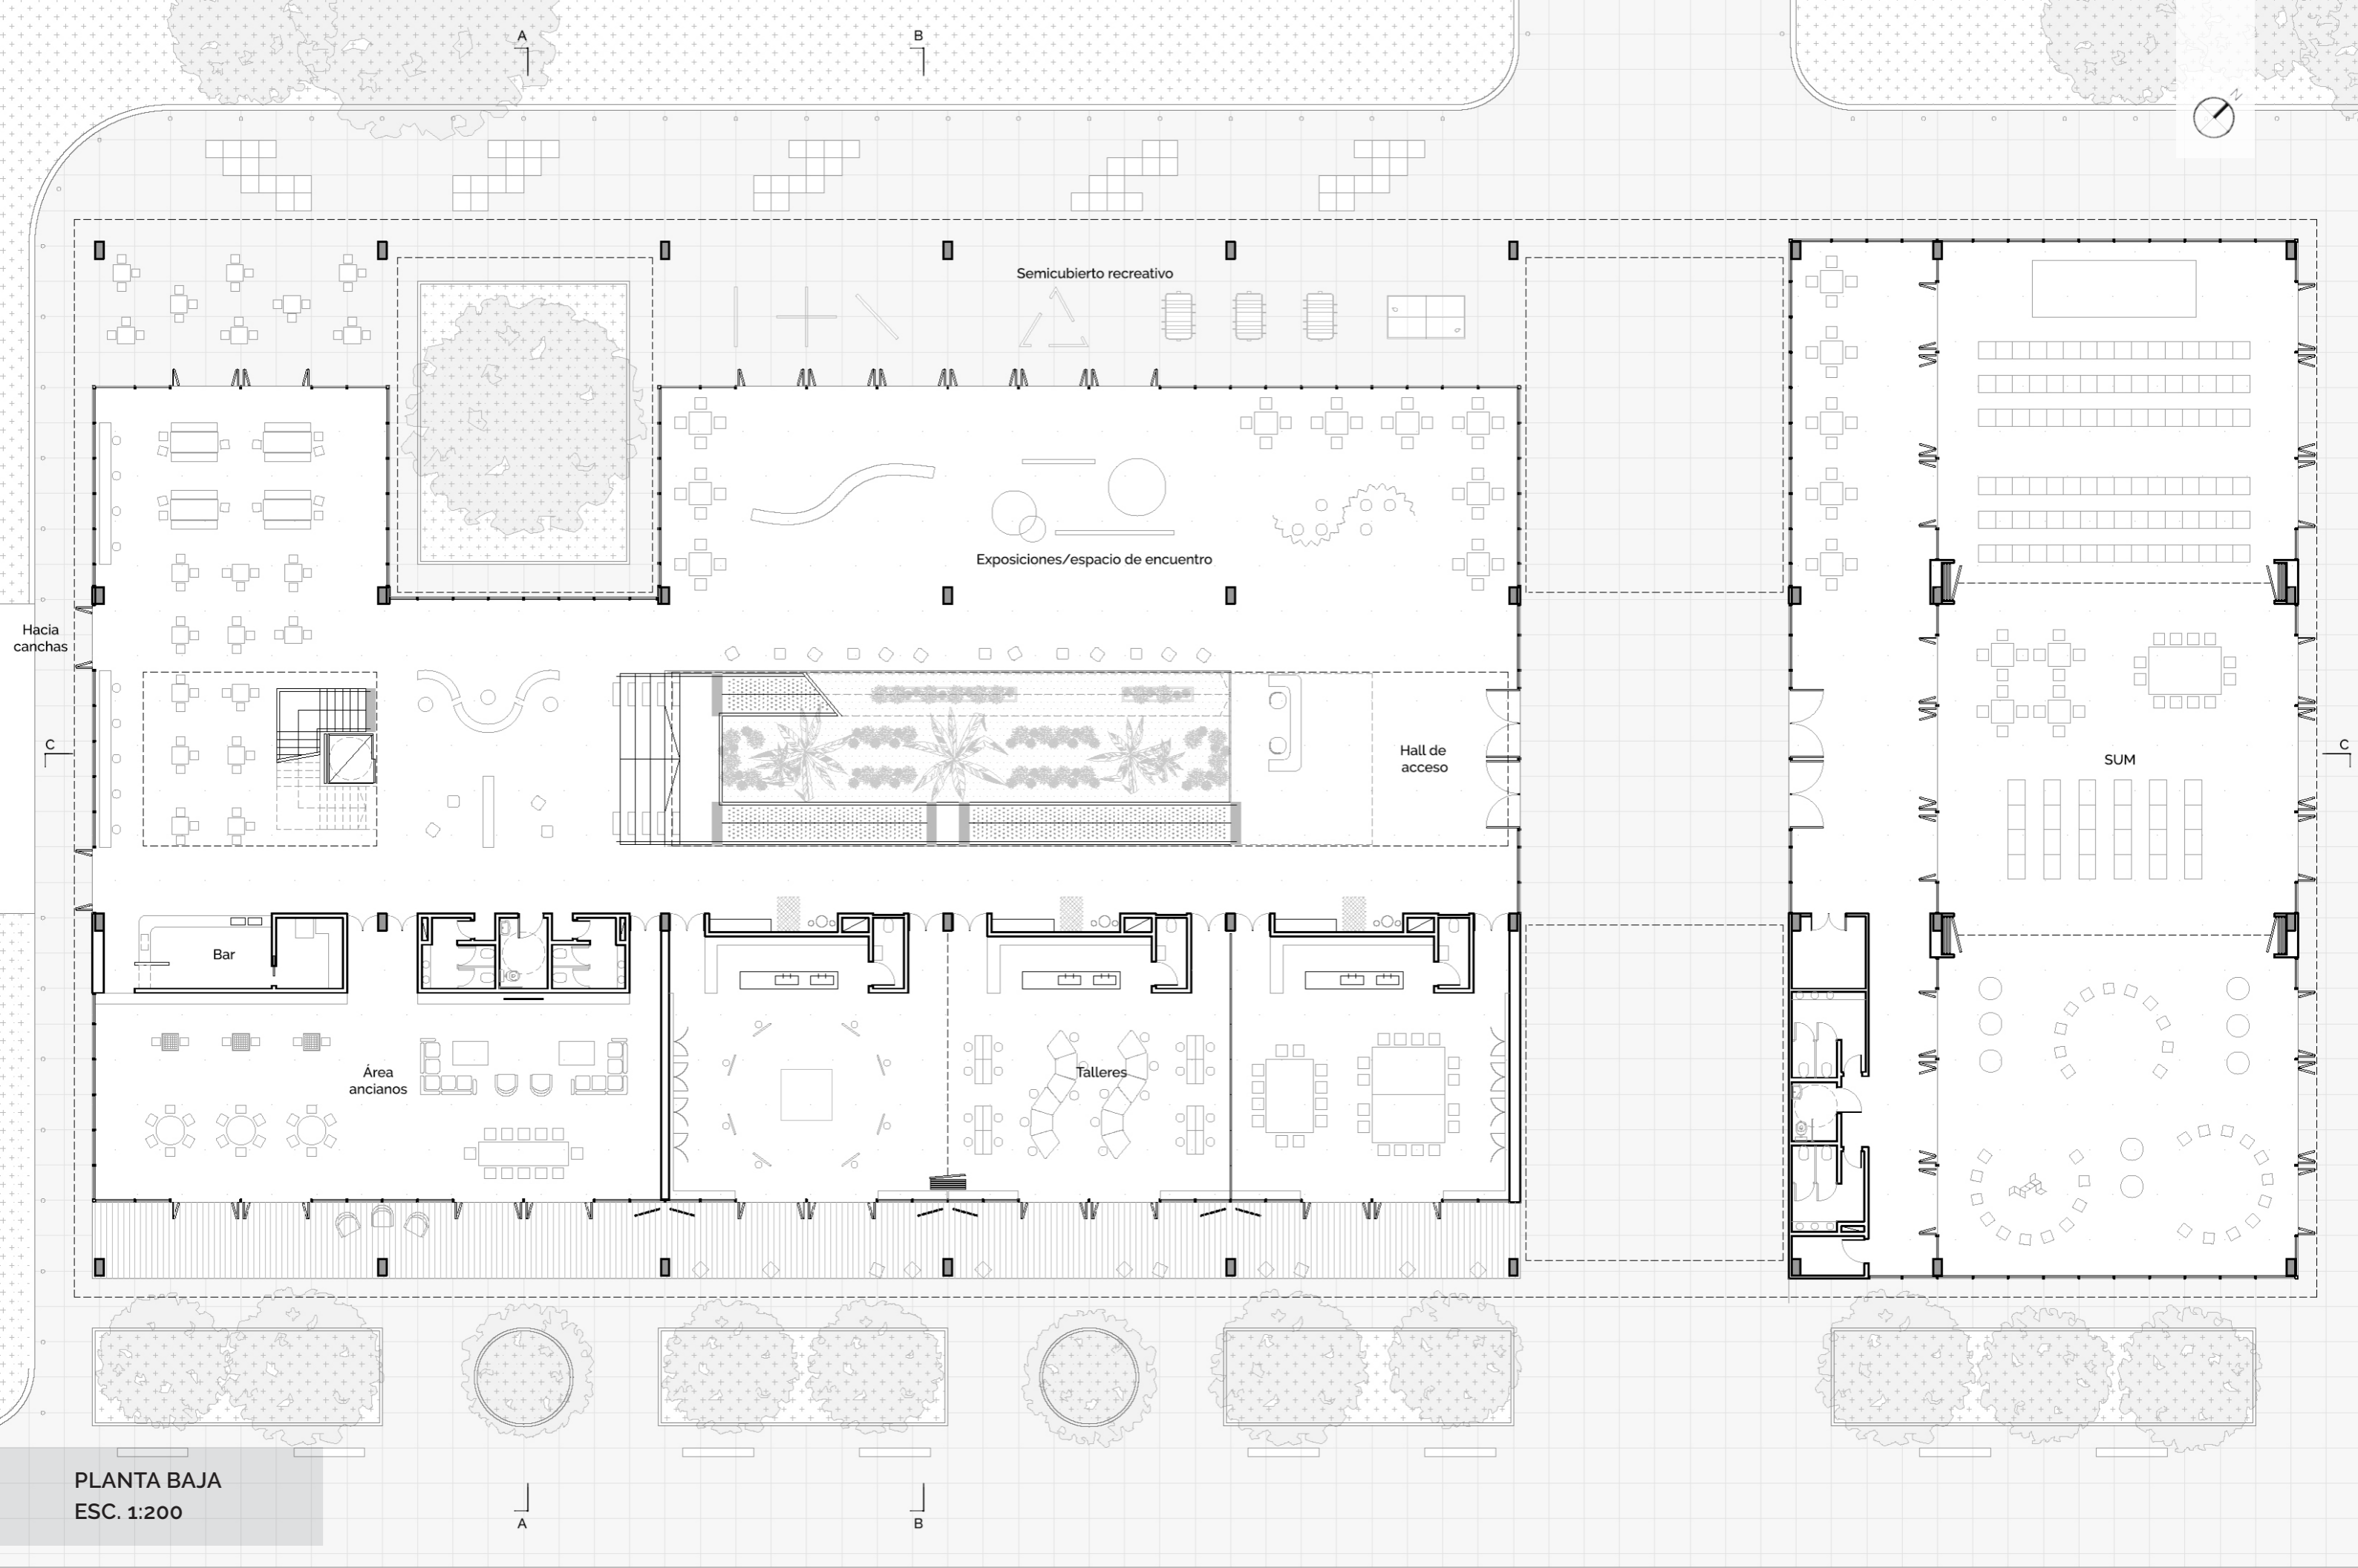 A
B
N
Semicubierto recreativo
Exposiciones/espacio de encuentro
Hacia
canchas
C
Hall de
acceso
SUM
C
Bar
Área
ancianos
Talleres
PLANTA BAJA
ESC. 1:200
A
B